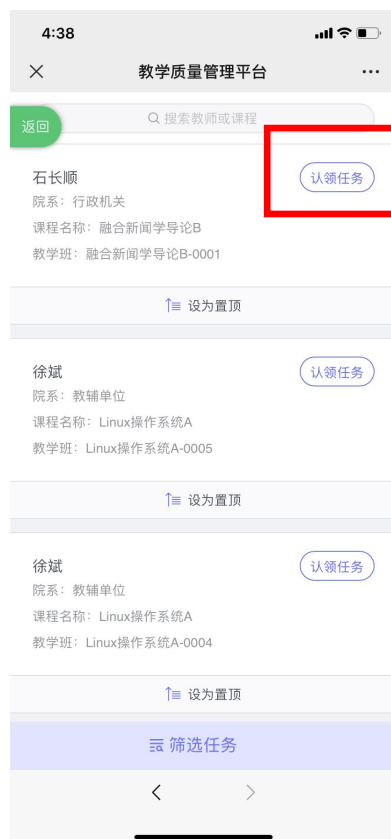 4:38
教学质量管理平台
返回
搜索教师或课程
石长顺
认领任务
院系：行政机关
课程名称：融合新闻学导论B
教学班：融合新闻学导论B-0001
设为置顶
徐斌
认领任务
院系：教辅单位
课程名称：Linux操作系统A
教学班：Linux操作系统A-0005
设为置顶
徐斌
认领任务
院系：教辅单位
课程名称：Linux操作系统A
教学班：Linux操作系统A-0004
设为置顶
筛选任务